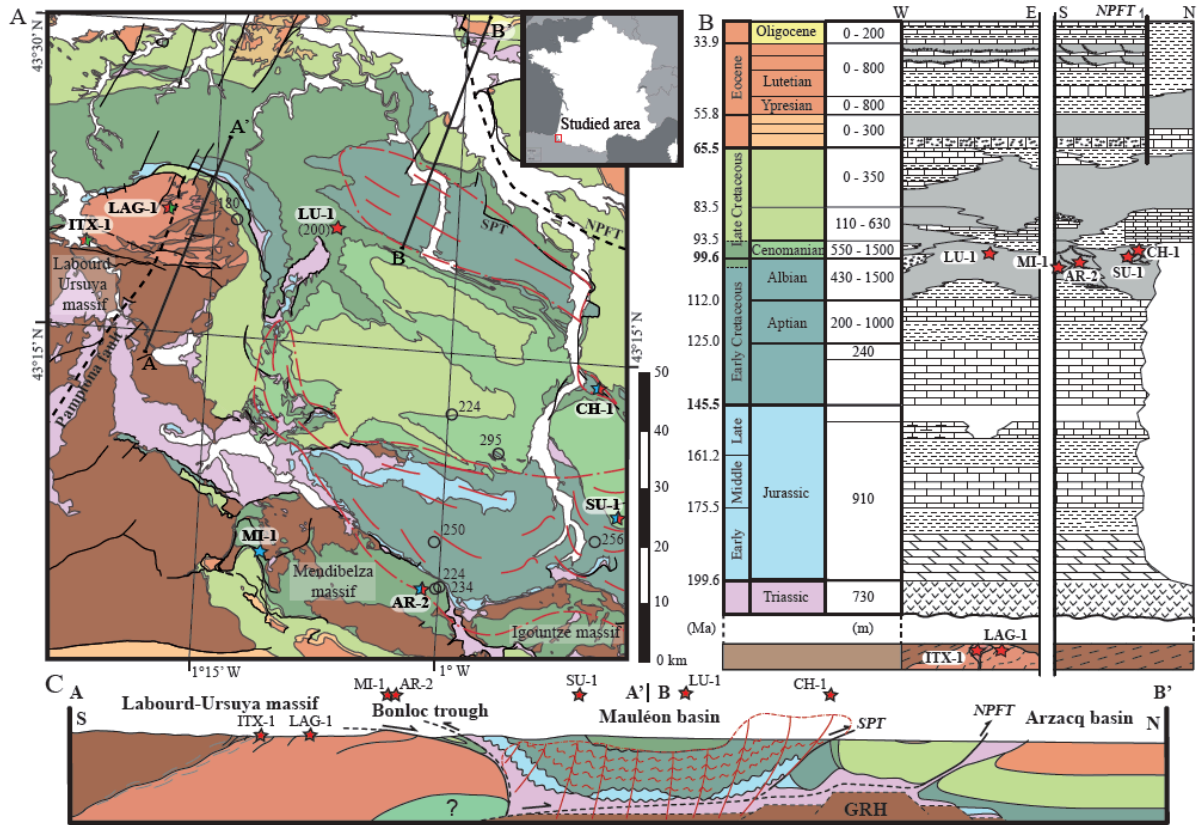 A
1°15'
1°
43°30' N
B'
Studied area
A'
LAG-1
180
ITX-1
LU-1
(200)
SPT
NPFT
B
Labourd
Ursuya
massif
Pamplona fault
A
43°15' N
43°15' N
224
CH-1
295
SU-1
MI-1
250
256
Mendibelza
massif
224
234
AR-2
Igountze massif
50
40
30
20
10
0 km
1°15' W
1° W
B
W
E
S
NPFT
N
33.9
55.8
65.5
83.5
93.5
99.6
112.0
125.0
145.5
161.2
175.5
199.6
(Ma)
Eocene
Late Cretaceous
Early Cretaceous
Late
Middle
Early
Oligocene
0 - 200
Lutetian
0 - 800
Ypresian
0 - 800
0 - 300
0 - 350
110 - 630
Cenomanian
550 - 1500
Albian
430 - 1500
Aptian
200 - 1000
240
Jurassic
910
Triassic
730
(m)
LU-1
MI-1
AR-2
SU-1
CH-1
ITX-1
LAG-1
C
A
S
Labourd-Ursuya massif
ITX-1
LAG-1
MI-1
AR-2
Bonloc trough
SU-1
A' B
LU-1
Mauléon basin
CH-1
SPT
NPFT
Arzacq basin
B'
N
?
GRH